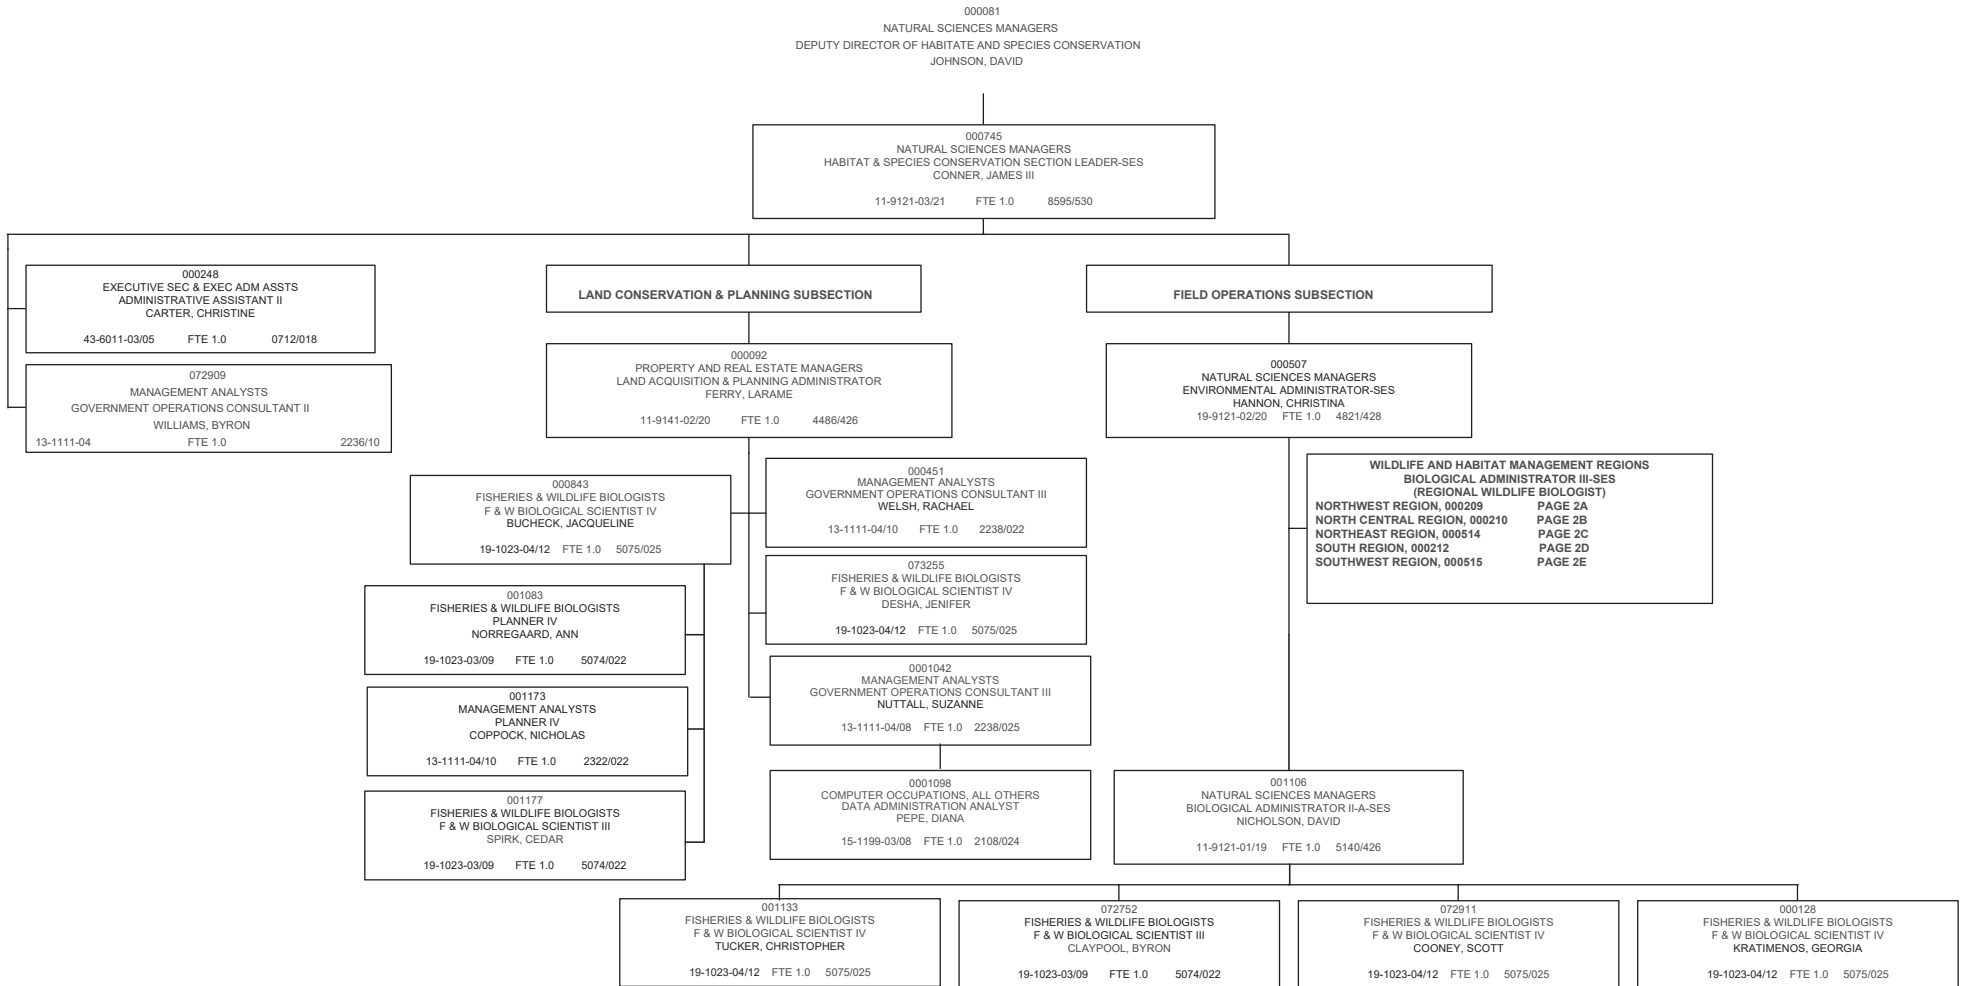 000081
NATURAL SCIENCES MANAGERS
DEPUTY DIRECTOR OF HABITATE AND SPECIES CONSERVATION
JOHNSON, DAVID
000745
NATURAL SCIENCES MANAGERS
HABITAT & SPECIES CONSERVATION SECTION LEADER-SES
CONNER, JAMES III
11-9121-03/21 FTE 1.0 8595/530
000248
EXECUTIVE SEC & EXEC ADM ASSTS
ADMINISTRATIVE ASSISTANT II
CARTER, CHRISTINE
43-6011-03/05 FTE 1.0 0712/018
072909
MANAGEMENT ANALYSTS
GOVERNMENT OPERATIONS CONSULTANT II
WILLIAMS, BYRON
13-1111-04 FTE 1.0 2236/10
LAND CONSERVATION & PLANNING SUBSECTION
000092
PROPERTY AND REAL ESTATE MANAGERS
LAND ACQUISITION & PLANNING ADMINISTRATOR
FERRY, LARAME
11-9141-02/20 FTE 1.0 4486/426
000843
FISHERIES & WILDLIFE BIOLOGISTS
F & W BIOLOGICAL SCIENTIST IV
BUCHECK, JACQUELINE
19-1023-04/12 FTE 1.0 5075/025
001083
FISHERIES & WILDLIFE BIOLOGISTS
PLANNER IV
NORREGAARD, ANN
19-1023-03/09 FTE 1.0 5074/022
001173
MANAGEMENT ANALYSTS
PLANNER IV
COPPOCK, NICHOLAS
13-1111-04/10 FTE 1.0 2322/022
001177
FISHERIES & WILDLIFE BIOLOGISTS
F & W BIOLOGICAL SCIENTIST III
SPIRK, CEDAR
19-1023-03/09 FTE 1.0 5074/022
000451
MANAGEMENT ANALYSTS
GOVERNMENT OPERATIONS CONSULTANT III
WELSH, RACHAEL
13-1111-04/10 FTE 1.0 2238/022
073255
FISHERIES & WILDLIFE BIOLOGISTS
F & W BIOLOGICAL SCIENTIST IV
DESHA, JENIFER
19-1023-04/12 FTE 1.0 5075/025
0001042
MANAGEMENT ANALYSTS
GOVERNMENT OPERATIONS CONSULTANT III
NUTTALL, SUZANNE
13-1111-04/08 FTE 1.0 2238/025
0001098
COMPUTER OCCUPATIONS, ALL OTHERS
DATA ADMINISTRATION ANALYST
PEPE, DIANA
15-1199-03/08 FTE 1.0 2108/024
FIELD OPERATIONS SUBSECTION
000507
NATURAL SCIENCES MANAGERS
ENVIRONMENTAL ADMINISTRATOR-SES
HANNON, CHRISTINA
19-9121-02/20 FTE 1.0 4821/428
WILDLIFE AND HABITAT MANAGEMENT REGIONS
BIOLOGICAL ADMINISTRATOR III-SES
(REGIONAL WILDLIFE BIOLOGIST)
NORTHWEST REGION, 000209 PAGE 2A
NORTH CENTRAL REGION, 000210 PAGE 2B
NORTHEAST REGION, 000514 PAGE 2C
SOUTH REGION, 000212 PAGE 2D
SOUTHWEST REGION, 000515 PAGE 2E
001106
NATURAL SCIENCES MANAGERS
BIOLOGICAL ADMINISTRATOR II-A-SES
NICHOLSON, DAVID
11-9121-01/19 FTE 1.0 5140/426
001133
FISHERIES & WILDLIFE BIOLOGISTS
F & W BIOLOGICAL SCIENTIST IV
TUCKER, CHRISTOPHER
19-1023-04/12 FTE 1.0 5075/025
072752
FISHERIES & WILDLIFE BIOLOGISTS
F & W BIOLOGICAL SCIENTIST III
CLAYPOOL, BYRON
19-1023-03/09 FTE 1.0 5074/022
072911
FISHERIES & WILDLIFE BIOLOGISTS
F & W BIOLOGICAL SCIENTIST IV
COONEY, SCOTT
19-1023-04/12 FTE 1.0 5075/025
000128
FISHERIES & WILDLIFE BIOLOGISTS
F & W BIOLOGICAL SCIENTIST IV
KRATIMENOS, GEORGIA
19-1023-04/12 FTE 1.0 5075/025